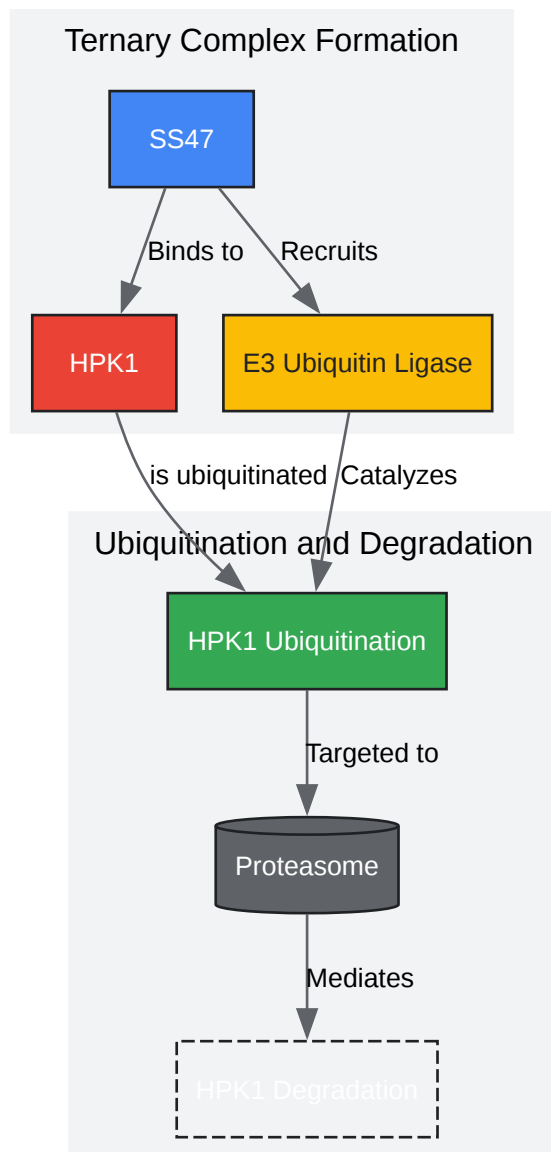 Ternary Complex Formation
SS47
Binds to
Recruits
HPK1
E3 Ubiquitin Ligase
is ubiquitinated
Catalyzes
Ubiquitination and Degradation
HPK1 Ubiquitination
Targeted to
Proteasome
Mediates
HPK1 Degradation